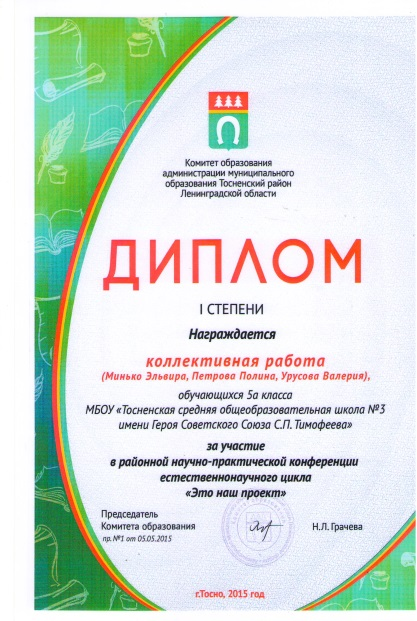 Комитет образования
администрации муниципального
образования Тосненский район
Ленинградской области
ДИПЛОМ
I СТЕПЕНИ
Награждается
коллективная работа
(Минько Эльвира, Петрова Полина, Урусова Валерия),
обучающихся 5а класса
МБОУ «Тосненская средняя общеобразовательная школа №3
имени Героя Советского Союза С.П. Тимофеева»
за участие
в районной научно-практической конференции
естественнонаучного цикла
«Это наш проект»
Председатель
Комитета образования
пр.№1 от 05.05.2015
Н.Л. Грачева
г.Тосно, 2015 год